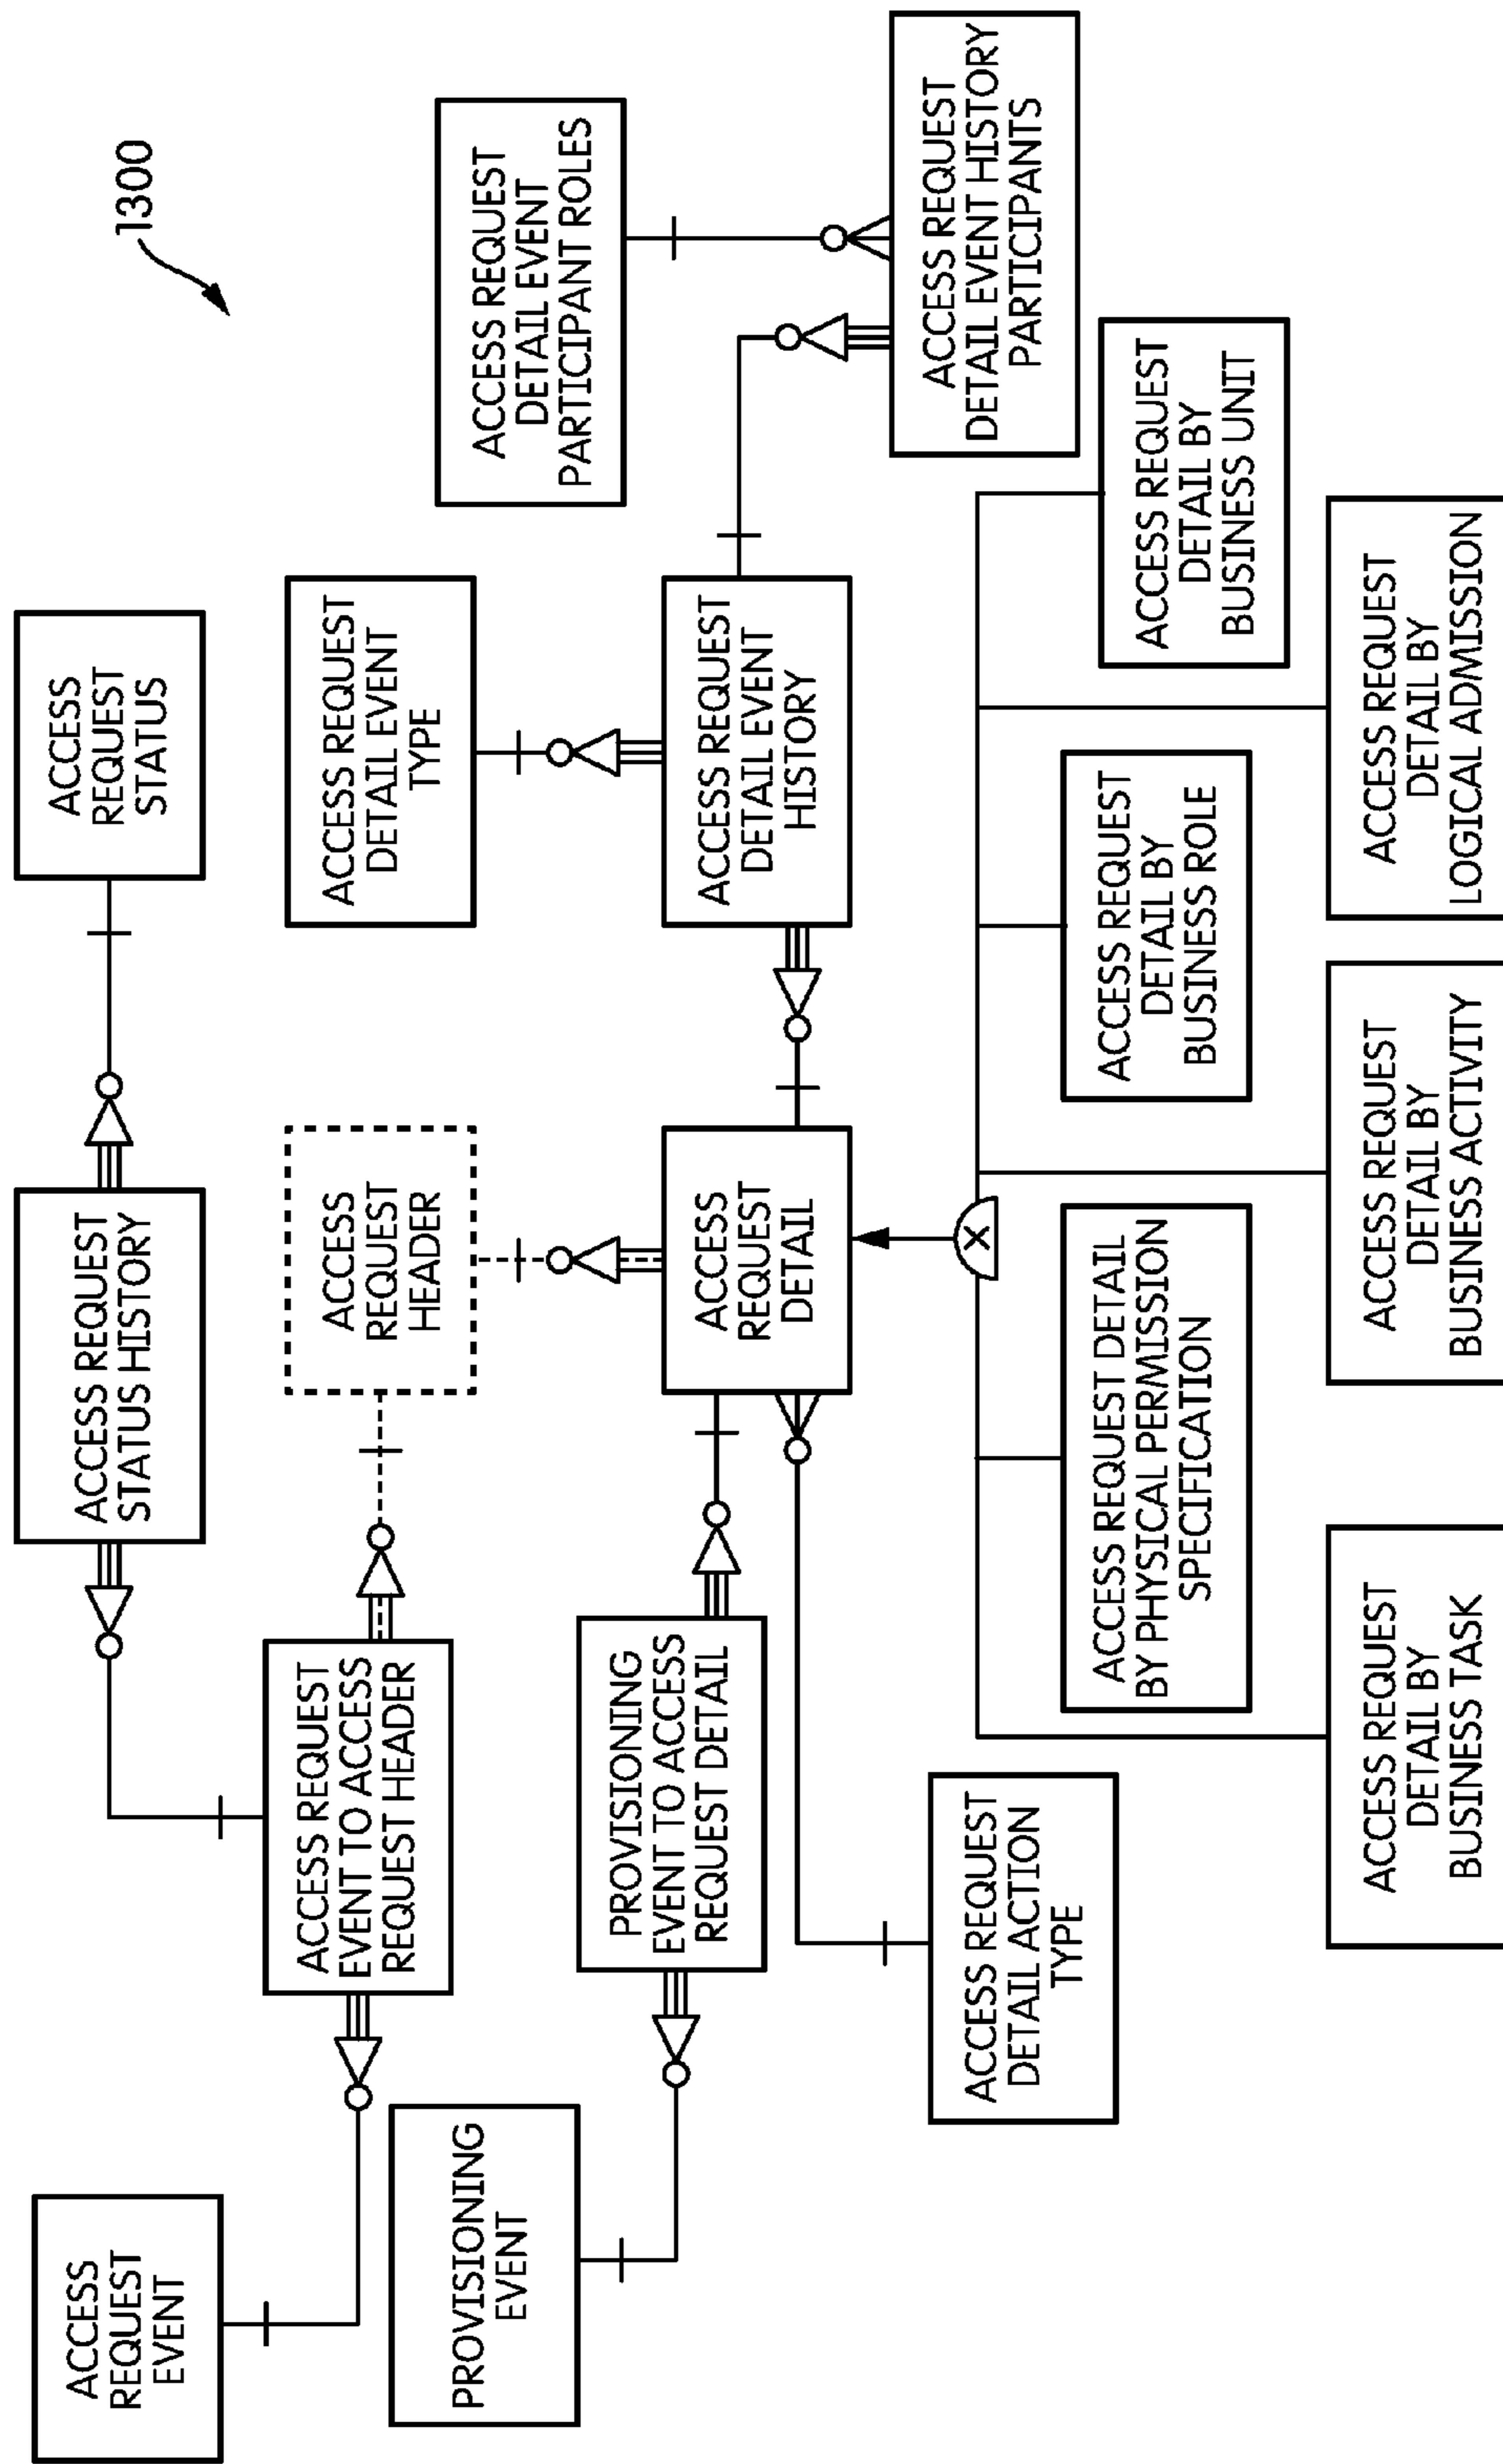 1300
ACCESS
REQUEST
EVENT
ACCESS REQUEST
STATUS HISTORY
ACCESS
REQUEST
STATUS
ACCESS REQUEST
EVENT TO ACCESS
REQUEST HEADER
ACCESS
REQUEST
HEADER
ACCESS REQUEST
DETAIL EVENT
TYPE
ACCESS REQUEST
DETAIL EVENT
PARTICIPANT ROLES
PROVISIONING
EVENT
PROVISIONING
EVENT TO ACCESS
REQUEST DETAIL
ACCESS
REQUEST
DETAIL
ACCESS REQUEST
DETAIL EVENT
HISTORY
ACCESS REQUEST
DETAIL EVENT HISTORY
PARTICIPANTS
ACCESS REQUEST
DETAIL ACTION
TYPE
X
ACCESS REQUEST DETAIL
BY PHYSICAL PERMISSION
SPECIFICATION
ACCESS REQUEST
DETAIL BY
BUSINESS ROLE
ACCESS REQUEST
DETAIL BY
BUSINESS UNIT
ACCESS REQUEST
DETAIL BY
BUSINESS TASK
ACCESS REQUEST
DETAIL BY
BUSINESS ACTIVITY
ACCESS REQUEST
DETAIL BY
LOGICAL ADMISSION